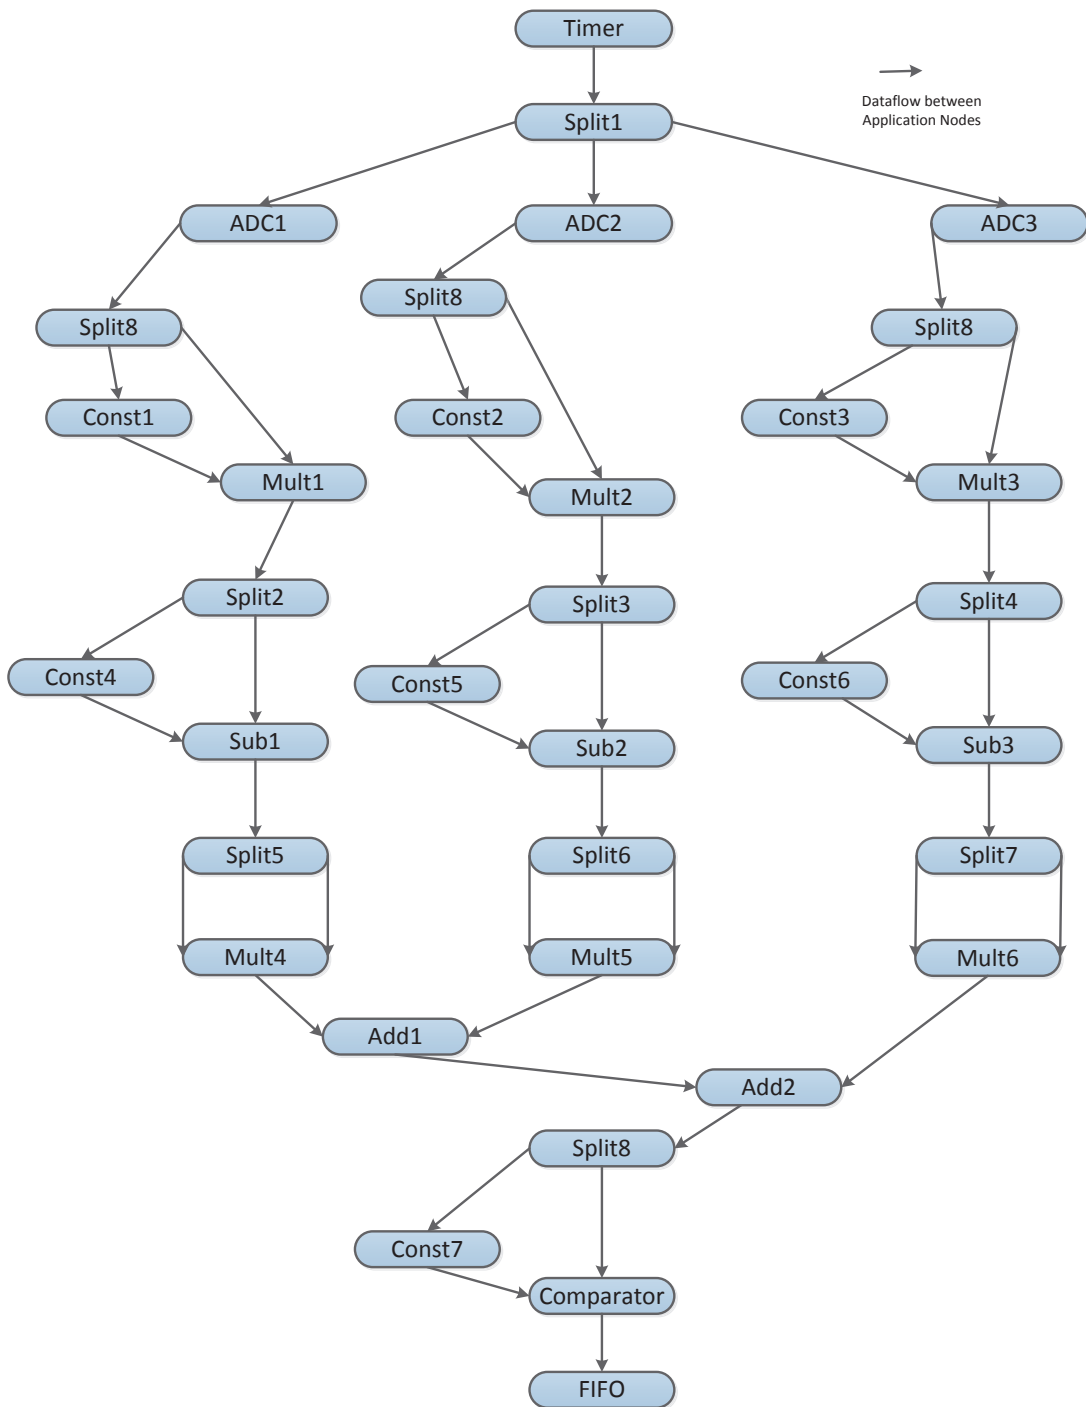 Timer
Dataflow between
Application Nodes
Split1
ADC1
ADC2
ADC3
Split8
Split8
Split8
Const1
Const2
Const3
Mult1
Mult2
Mult3
Split2
Split3
Split4
Const4
Const5
Const6
Sub1
Sub2
Sub3
Split5
Split6
Split7
Mult4
Mult5
Mult6
Add1
Add2
Split8
Const7
Comparator
FIFO